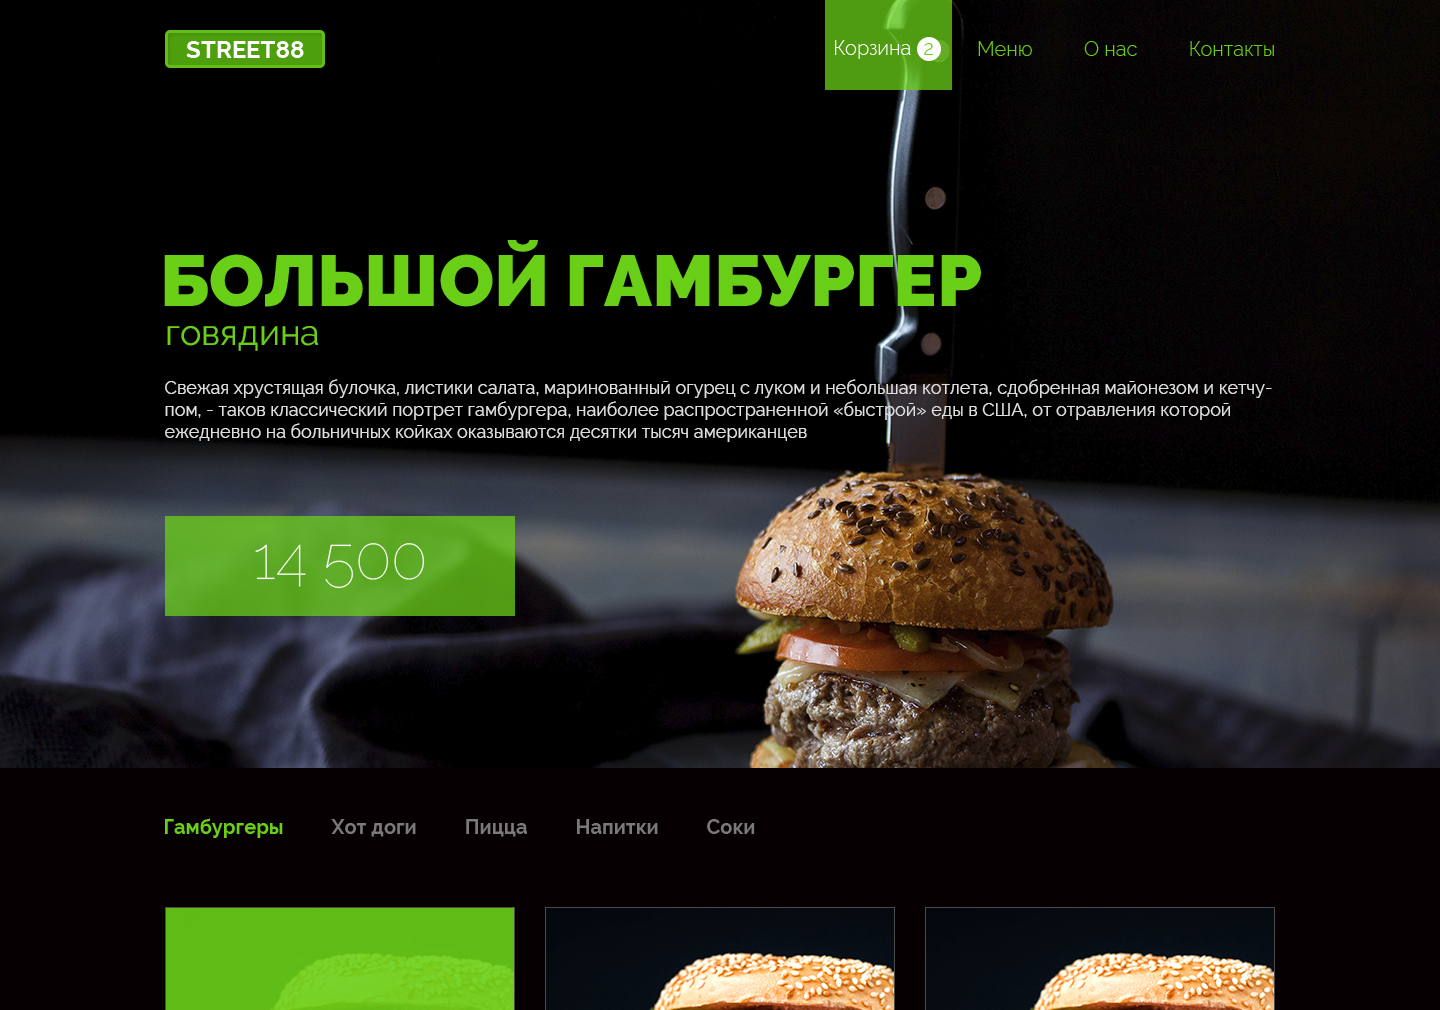 STREET88
Корзина 2 Меню О нас Контакты
БОЛЬШОЙ ГАМБУРГЕР
говядина
Свежая хрустящая булочка, листики салата, маринованный огурец с луком и небольшая котлета, сдобренная майонезом и кетчу-
пом, - таков классический портрет гамбургера, наиболее распространенной «быстрой» еды в США, от отравления которой
ежедневно на больничных койках оказываются десятки тысяч американцев
14 500
Гамбургеры Хот доги Пицца Напитки Соки